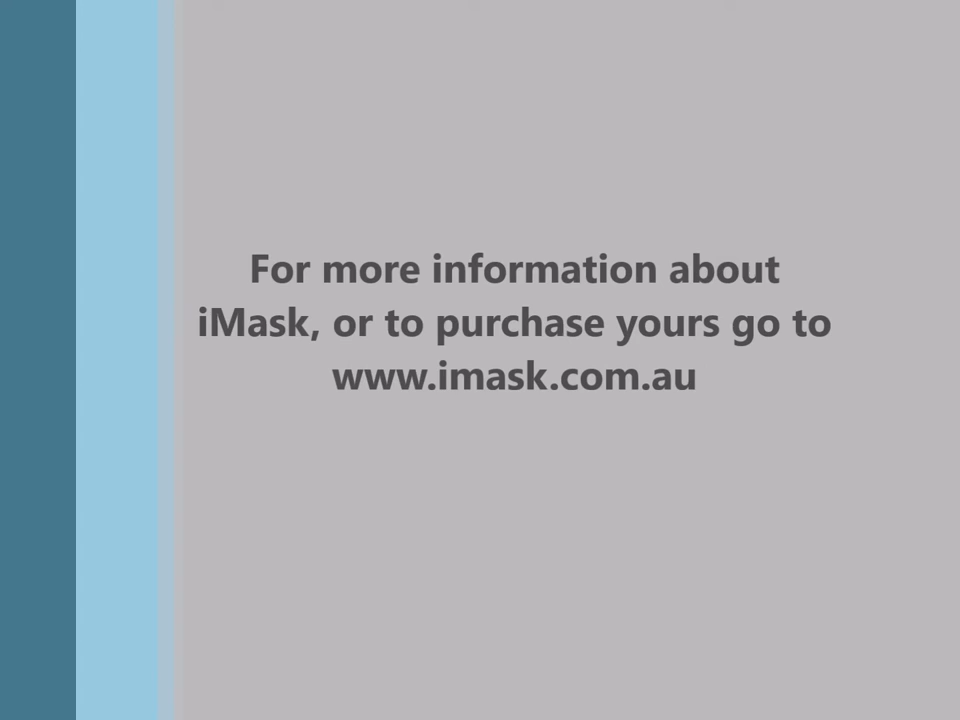 For more information about
iMask, or to purchase yours go to
www.imask.com.au